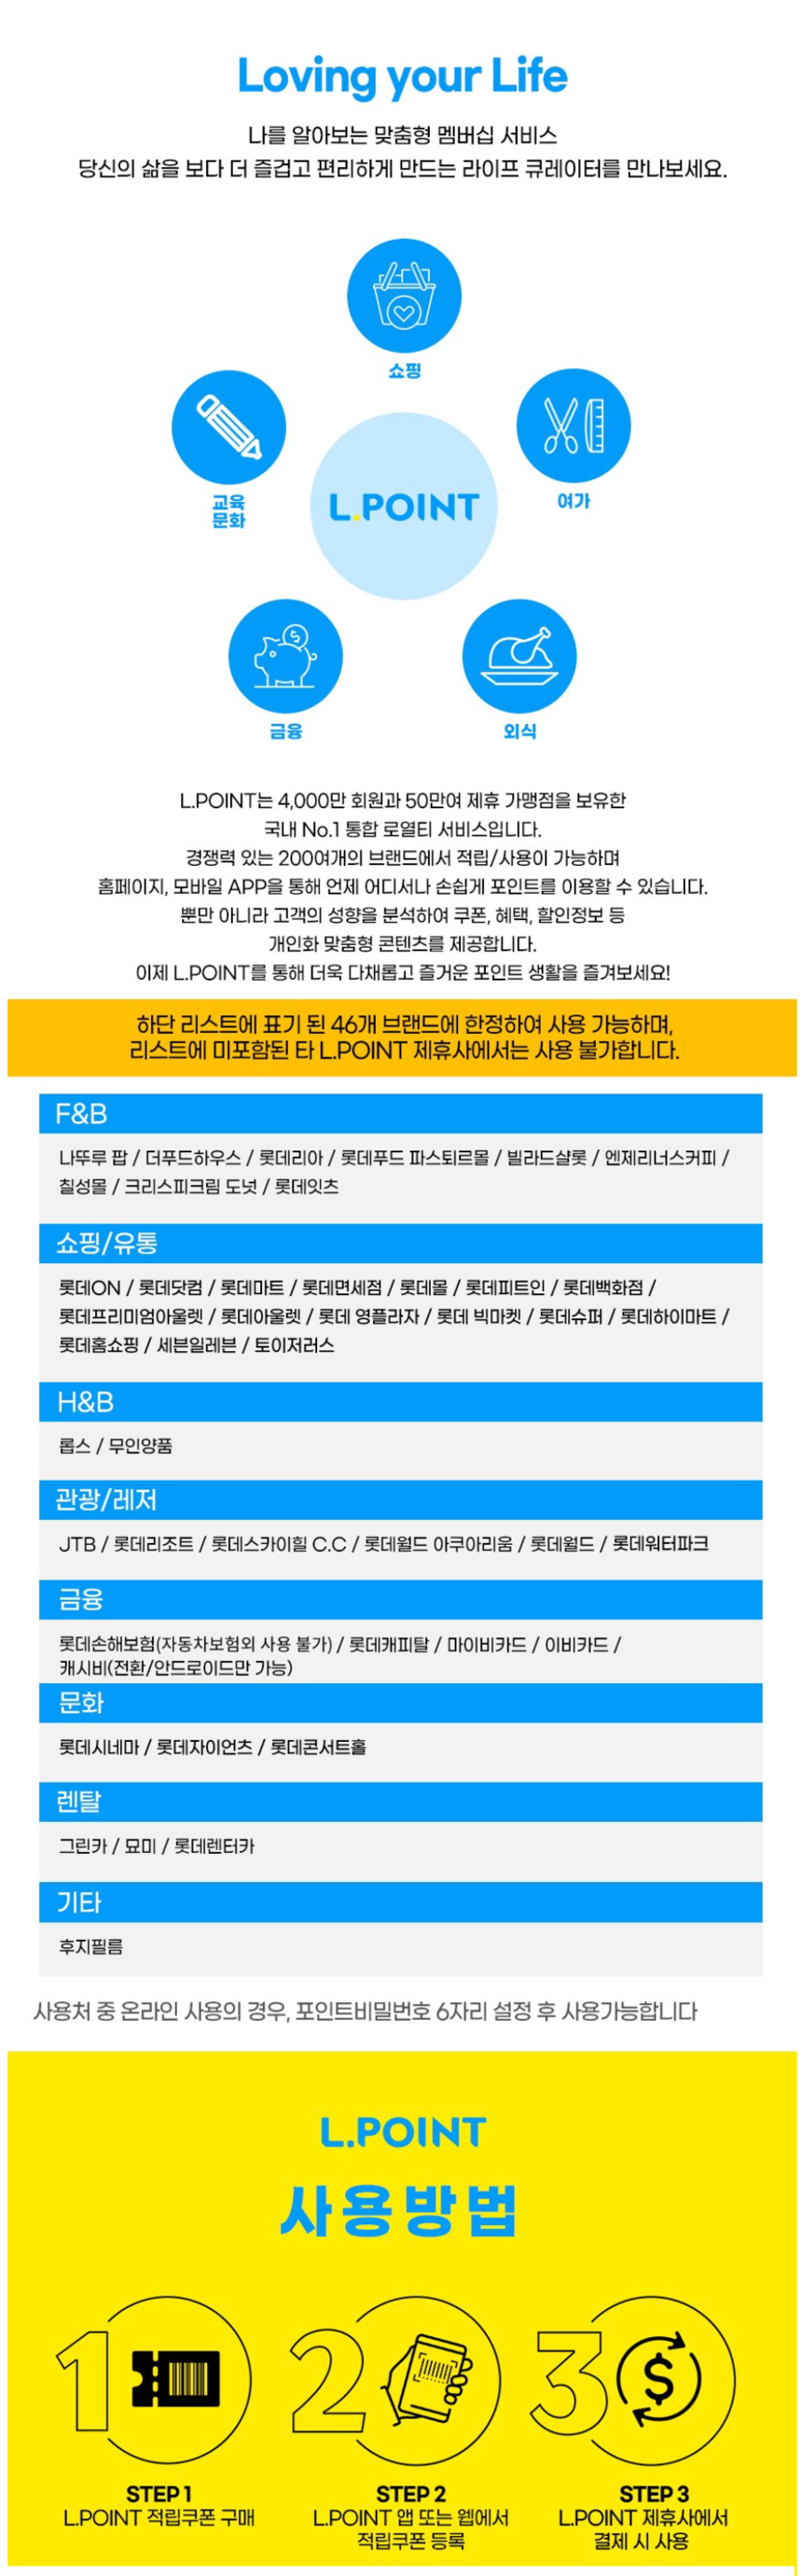 Loving your Life
나를 알아보는 맞춤형 멤버십 서비스
당신의 삶을 보다 더 즐겁고 편리하게 만드는 라이프 큐레이터를 만나보세요.
쇼핑
교육
문화
L.POINT
여가
금융
외식
L.POINT는 4,000만 회원과 50만여 제휴 가맹점을 보유한
국내 No.1 통합 로열티 서비스입니다.
경쟁력 있는 200여개의 브랜드에서 적립/사용이 가능하며
홈페이지, 모바일 APP을 통해 언제 어디서나 손쉽게 포인트를 이용할 수 있습니다.
뿐만 아니라 고객의 성향을 분석하여 쿠폰, 혜택, 할인정보 등
개인화 맞춤형 콘텐츠를 제공합니다.
이제 L.POINT를 통해 더욱 다채롭고 즐거운 포인트 생활을 즐겨보세요!
하단 리스트에 표기 된 46개 브랜드에 한정하여 사용 가능하며,
리스트에 미포함된 타 L.POINT 제휴사에서는 사용 불가합니다.
F&B
나뚜루 팝 / 더푸드하우스 / 롯데리아 / 롯데푸드 파스퇴르몰 / 빌라드샬롯 / 엔제리너스커피 /
칠성몰 / 크리스피크림 도넛 / 롯데잇츠
쇼핑/유통
롯데ON / 롯데닷컴 / 롯데마트 / 롯데면세점 / 롯데몰 / 롯데피트인 / 롯데백화점 /
롯데프리미엄아울렛 / 롯데아울렛 / 롯데 영플라자 / 롯데 빅마켓 / 롯데슈퍼 / 롯데하이마트 /
롯데홈쇼핑 / 세븐일레븐 / 토이저러스
H&B
롭스 / 무인양품
관광/레저
JTB / 롯데리조트 / 롯데스카이힐 C.C / 롯데월드 아쿠아리움 / 롯데월드 / 롯데워터파크
금융
롯데손해보험(자동차보험외 사용 불가) / 롯데캐피탈 / 마이비카드 / 이비카드 /
캐시비(전환/안드로이드만 가능)
문화
롯데시네마 / 롯데자이언츠 / 롯데콘서트홀
렌탈
그린카 / 묘미 / 롯데렌터카
기타
후지필름
사용처 중 온라인 사용의 경우, 포인트비밀번호 6자리 설정 후 사용가능합니다
L.POINT
사용방법
1 2 3
$
STEP 1
L.POINT 적립쿠폰 구매
STEP 2
L.POINT 앱 또는 웹에서
적립쿠폰 등록
STEP 3
L.POINT 제휴사에서
결제 시 사용